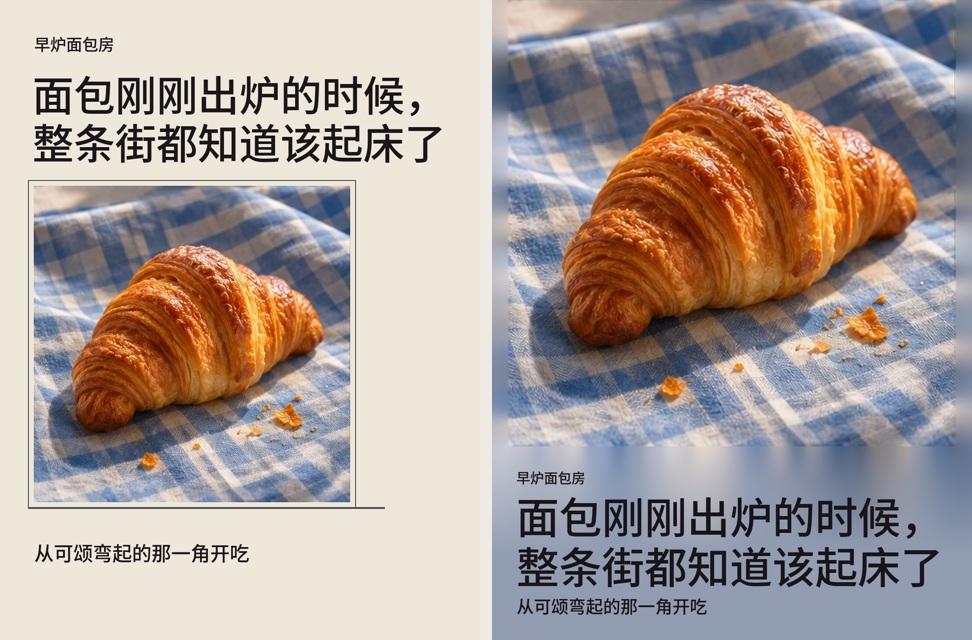 早炉面包房
面包刚刚出炉的时候，
整条街都知道该起床了
从可颂弯起的那一角开吃
早炉面包房
面包刚刚出炉的时候，
整条街都知道该起床了
从可颂弯起的那一角开吃